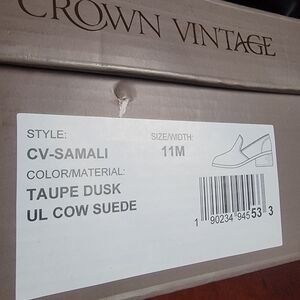 CROWN VINTAGE
STYLE: SIZE/WIDTH:
CV-SAMALI 11M
COLOR/MATERIAL:
TAUPE DUSK
UL COW SUEDE
1 90234 94553 3